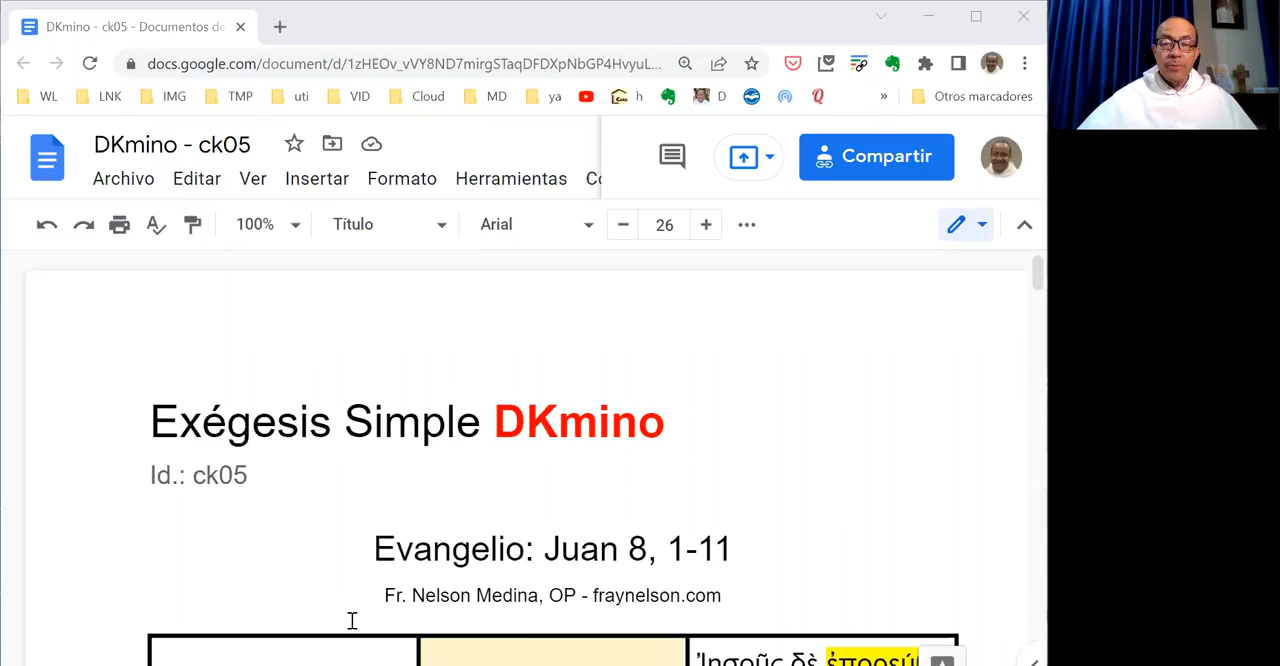 DKmino - ck05 - Documentos de
docs.google.com/document/d/1zHEOv_vVY8ND7mirgSTaqDFDXpNbGP4HvyuL...
WL LNK IMG TMP uti VID Cloud MD ya h D » Otros marcadores
DKmino - ck05
Archivo Editar Ver Insertar Formato Herramientas
Compartir
100% Título Arial 26
Exégesis Simple DKmino
Id.: ck05
Evangelio: Juan 8, 1-11
Fr. Nelson Medina, OP - fraynelson.com
Ἰησοῦς δὲ